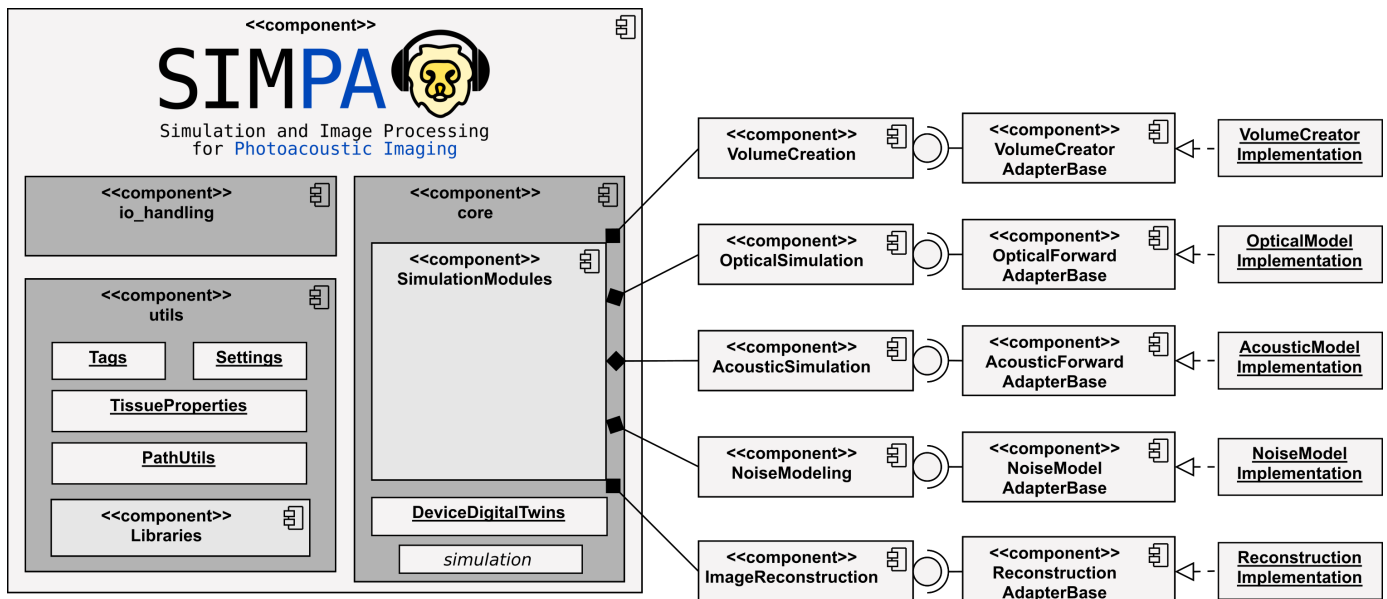 <<component>>
SIMPA
Simulation and Image Processing
for Photoacoustic Imaging
<<component>>
io_handling
<<component>>
utils
Tags
Settings
TissueProperties
PathUtils
<<component>>
Libraries
<<component>>
core
<<component>>
SimulationModules
DeviceDigitalTwins
simulation
<<component>>
VolumeCreation
<<component>>
VolumeCreator
AdapterBase
VolumeCreator
Implementation
<<component>>
OpticalSimulation
<<component>>
OpticalForward
AdapterBase
OpticalModel
Implementation
<<component>>
AcousticSimulation
<<component>>
AcousticForward
AdapterBase
AcousticModel
Implementation
<<component>>
NoiseModeling
<<component>>
NoiseModel
AdapterBase
NoiseModel
Implementation
<<component>>
ImageReconstruction
<<component>>
Reconstruction
AdapterBase
Reconstruction
Implementation